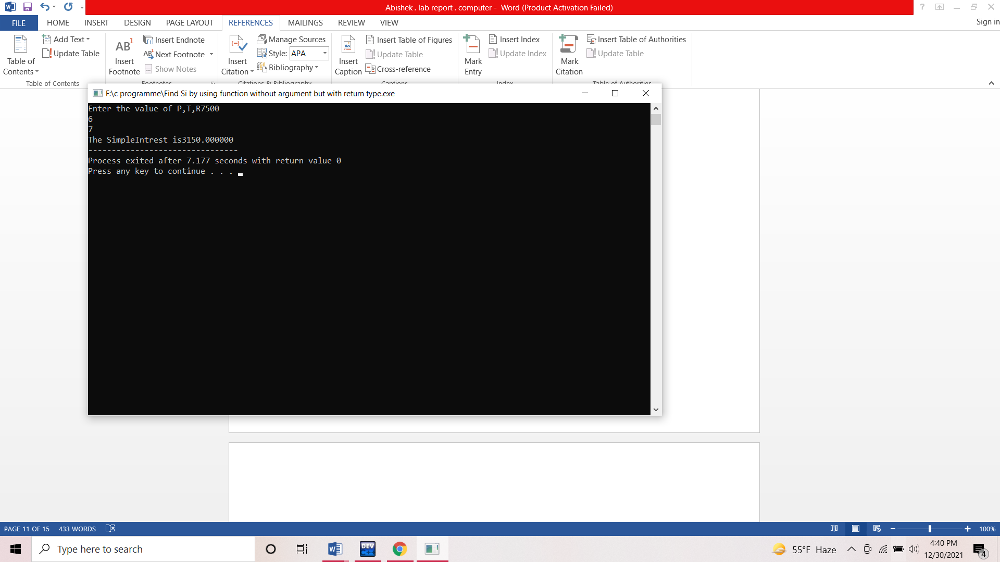 Abishek . lab report . computer - Word (Product Activation Failed)
FILE HOME INSERT DESIGN PAGE LAYOUT REFERENCES MAILINGS REVIEW VIEW
Sign in
Table of Contents
Add Text
Update Table
Table of Contents
AB1
Insert Footnote
Insert Endnote
Next Footnote
Show Notes
Footnotes
Insert Citation
Manage Sources
Style: APA
Bibliography
Citations & Bibliography
Insert Caption
Insert Table of Figures
Update Table
Cross-reference
Captions
Mark Entry
Insert Index
Update Index
Index
Mark Citation
Insert Table of Authorities
Update Table
Table of Authorities
F:\c programme\Find Si by using function without argument but with return type.exe
Enter the value of P,T,R7500
6
7
The SimpleIntrest is3150.000000
--------------------------------
Process exited after 7.177 seconds with return value 0
Press any key to continue . . .
PAGE 11 OF 15 433 WORDS
100%
Type here to search
DEV C++
55°F Haze
4:40 PM
12/30/2021
4